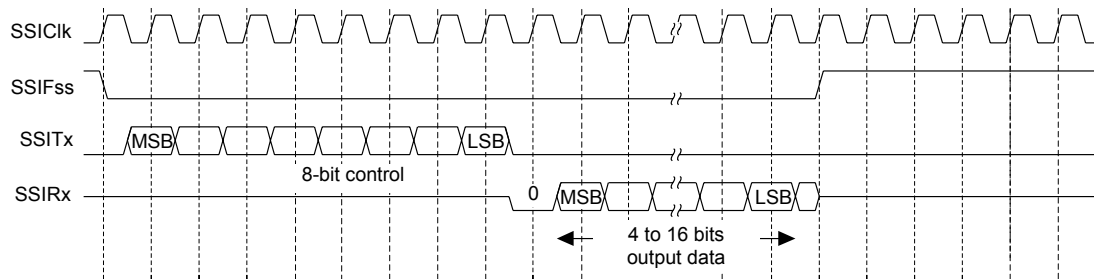 SSIClk
SSIFss
SSITx
MSB
LSB
8-bit control
SSIRx
0
MSB
LSB
4 to 16 bits
output data